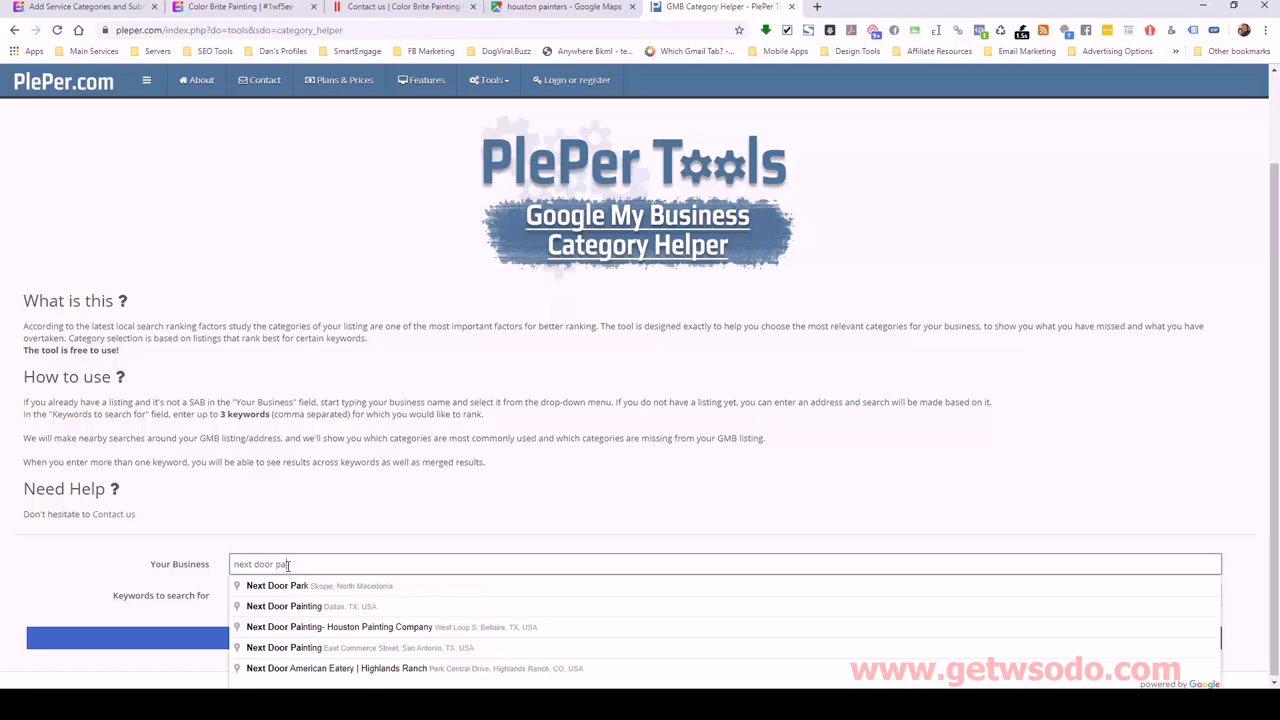 Add Service Categories and Subm
Color Brite Painting | #1wf5ev
Contact us | Color Brite Painting
houston painters - Google Maps
GMB Category Helper - PlePer To
pleper.com/index.php?do=tools&sdo=category_helper
Apps
Main Services
Servers
SEO Tools
Dan's Profiles
SmartEngage
FB Marketing
DogViral.Buzz
Anywhere Bkml - te...
Which Gmail Tab? -...
Mobile Apps
Design Tools
Affiliate Resources
Email Marketing
Advertising Options
Other bookmarks
PlePer.com
About
Contact
Plans & Prices
Features
Tools
Login or register
PlePer Tools
Google My Business
Category Helper
What is this ?
According to the latest local search ranking factors study the categories of your listing are one of the most important factors for better ranking. The tool is designed exactly to help you choose the most relevant categories for your business, to show you what you have missed and what you have
overtaken. Category selection is based on listings that rank best for certain keywords.
The tool is free to use!
How to use ?
If you already have a listing and it's not a SAB in the "Your Business" field, start typing your business name and select it from the drop-down menu. If you do not have a listing yet, you can enter an address and search will be made based on it.
In the "Keywords to search for" field, enter up to 3 keywords (comma separated) for which you would like to rank.
We will make nearby searches around your GMB listing/address, and we'll show you which categories are most commonly used and which categories are missing from your GMB listing.
When you enter more than one keyword, you will be able to see results across keywords as well as merged results.
Need Help ?
Don't hesitate to Contact us
Your Business
next door pa
Next Door Park Skopje, North Macedonia
Keywords to search for
Next Door Painting Dallas, TX, USA
Next Door Painting- Houston Painting Company West Loop S, Bellaire, TX, USA
Next Door Painting East Commerce Street, San Antonio, TX, USA
Next Door American Eatery | Highlands Ranch Park Central Drive, Highlands Ranch, CO, USA
www.getwsodo.com
powered by Google